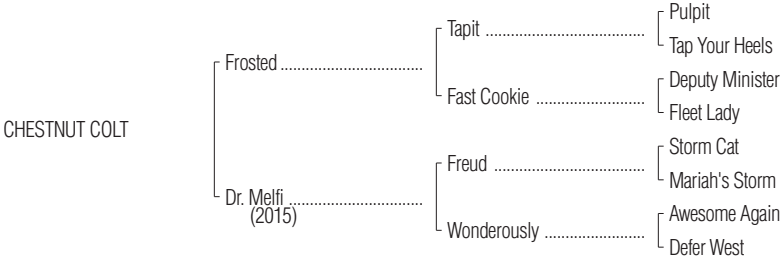 Pulpit
Tapit
Tap Your Heels
Frosted
Deputy Minister
Fast Cookie
Fleet Lady
CHESTNUT COLT
Storm Cat
Freud
Mariah's Storm
Dr. Melfi
(2015)
Awesome Again
Wonderously
Defer West